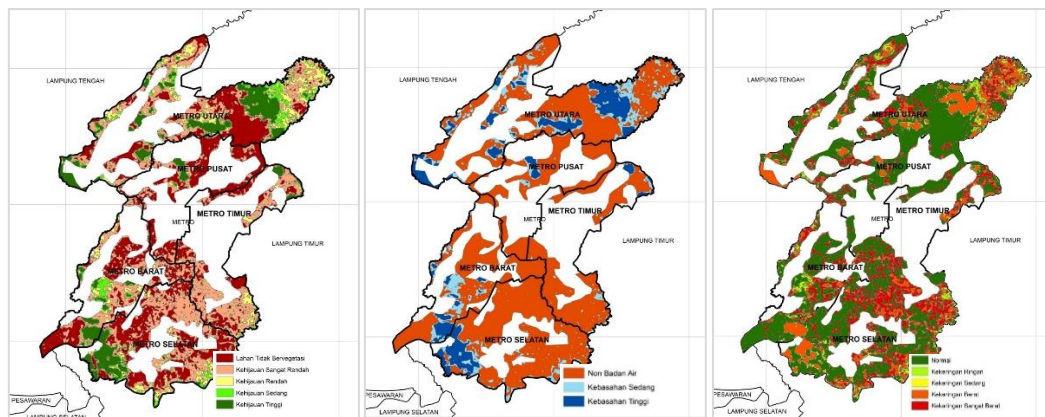 LAMPUNG TENGAH
METRO UTARA
METRO PUSAT
METRO TIMUR
METRO
LAMPUNG TIMUR
METRO BARAT
METRO SELATAN
PESAWARAN
LAMPUNG SELATAN
Lahan Tidak Bervegetasi
Kehijauan Sangat Rendah
Kehijauan Rendah
Kehijauan Sedang
Kehijauan Tinggi
LAMPUNG TENGAH
METRO UTARA
METRO PUSAT
METRO TIMUR
METRO
LAMPUNG TIMUR
METRO BARAT
METRO SELATAN
PESAWARAN
LAMPUNG SELATAN
Non Badan Air
Kebasahan Sedang
Kebasahan Tinggi
LAMPUNG TENGAH
METRO UTARA
METRO PUSAT
METRO TIMUR
METRO
LAMPUNG TIMUR
METRO BARAT
METRO SELATAN
PESAWARAN
LAMPUNG SELATAN
Normal
Kekeringan Ringan
Kekeringan Sedang
Kekeringan Berat
Kekeringan Sangat Berat